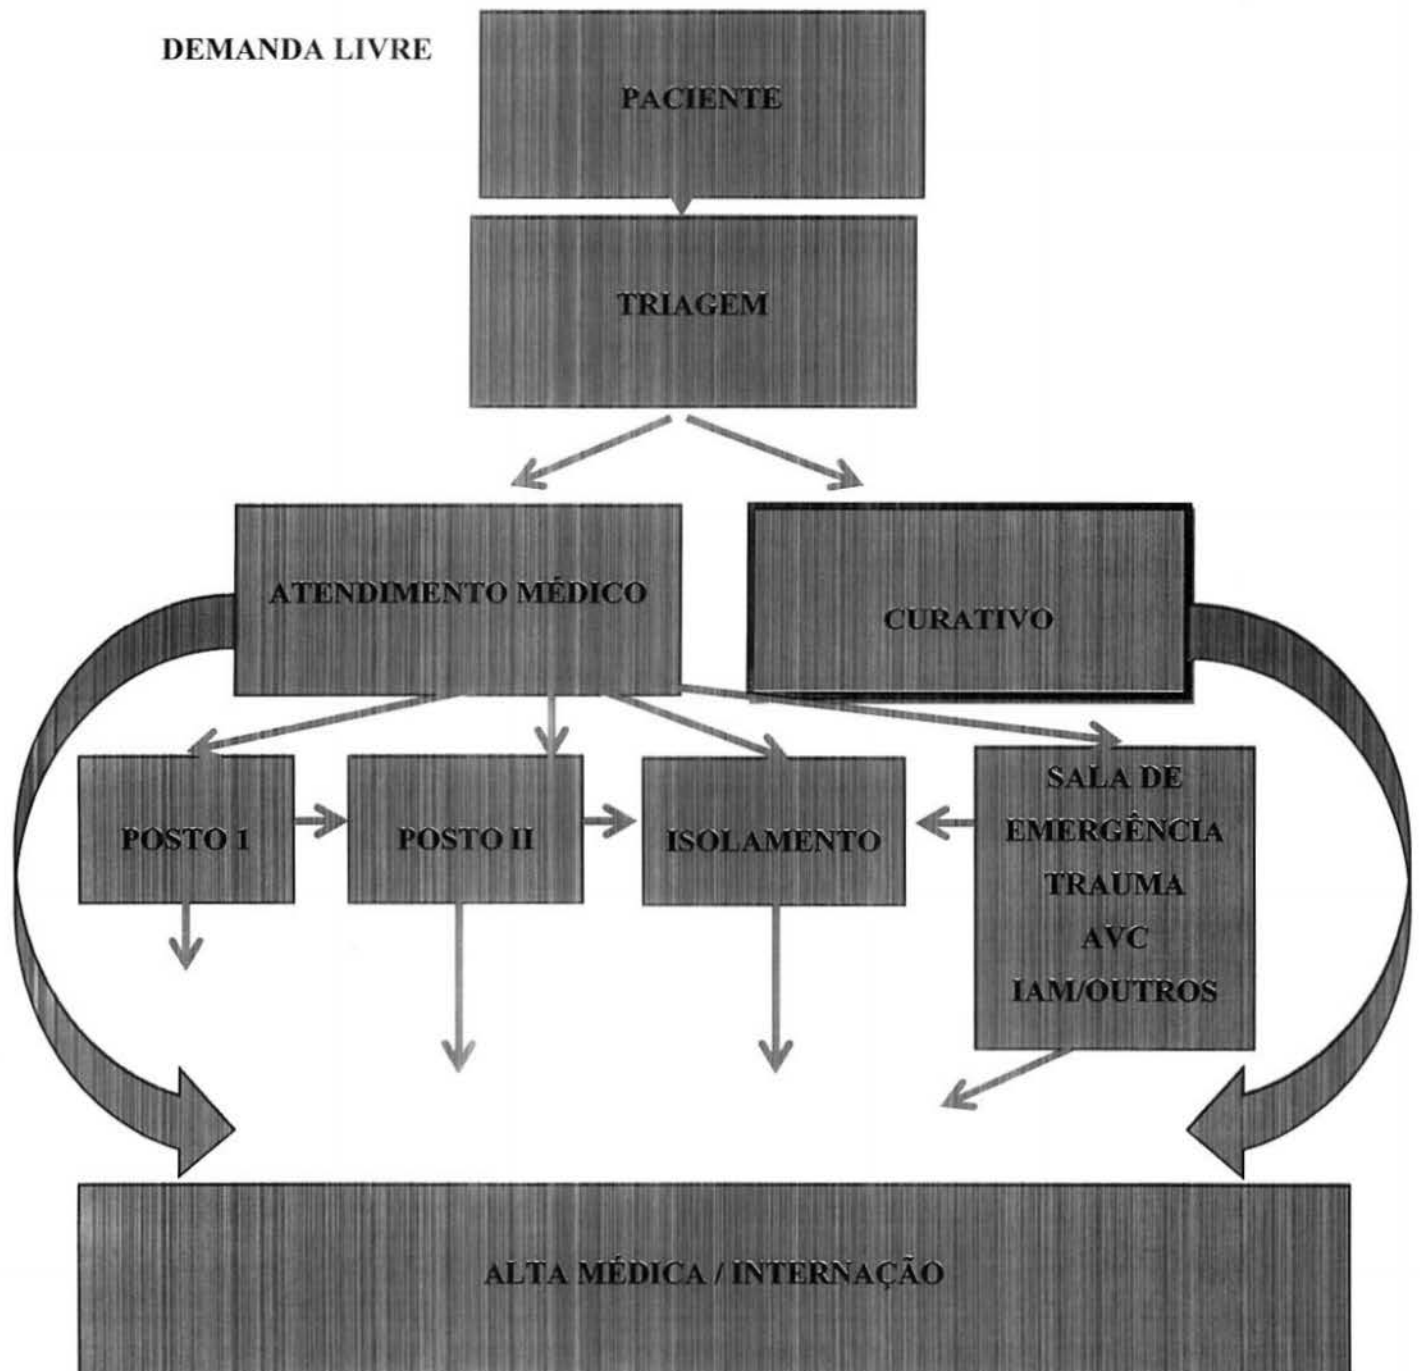 DEMANDA LIVRE
PACIENTE
TRIAGEM
ATENDIMENTO MÉDICO
CURATIVO
POSTO 1
POSTO II
ISOLAMENTO
SALA DE
EMERGÊNCIA
TRAUMA
AVC
IAM/OUTROS
ALTA MÉDICA / INTERNAÇÃO